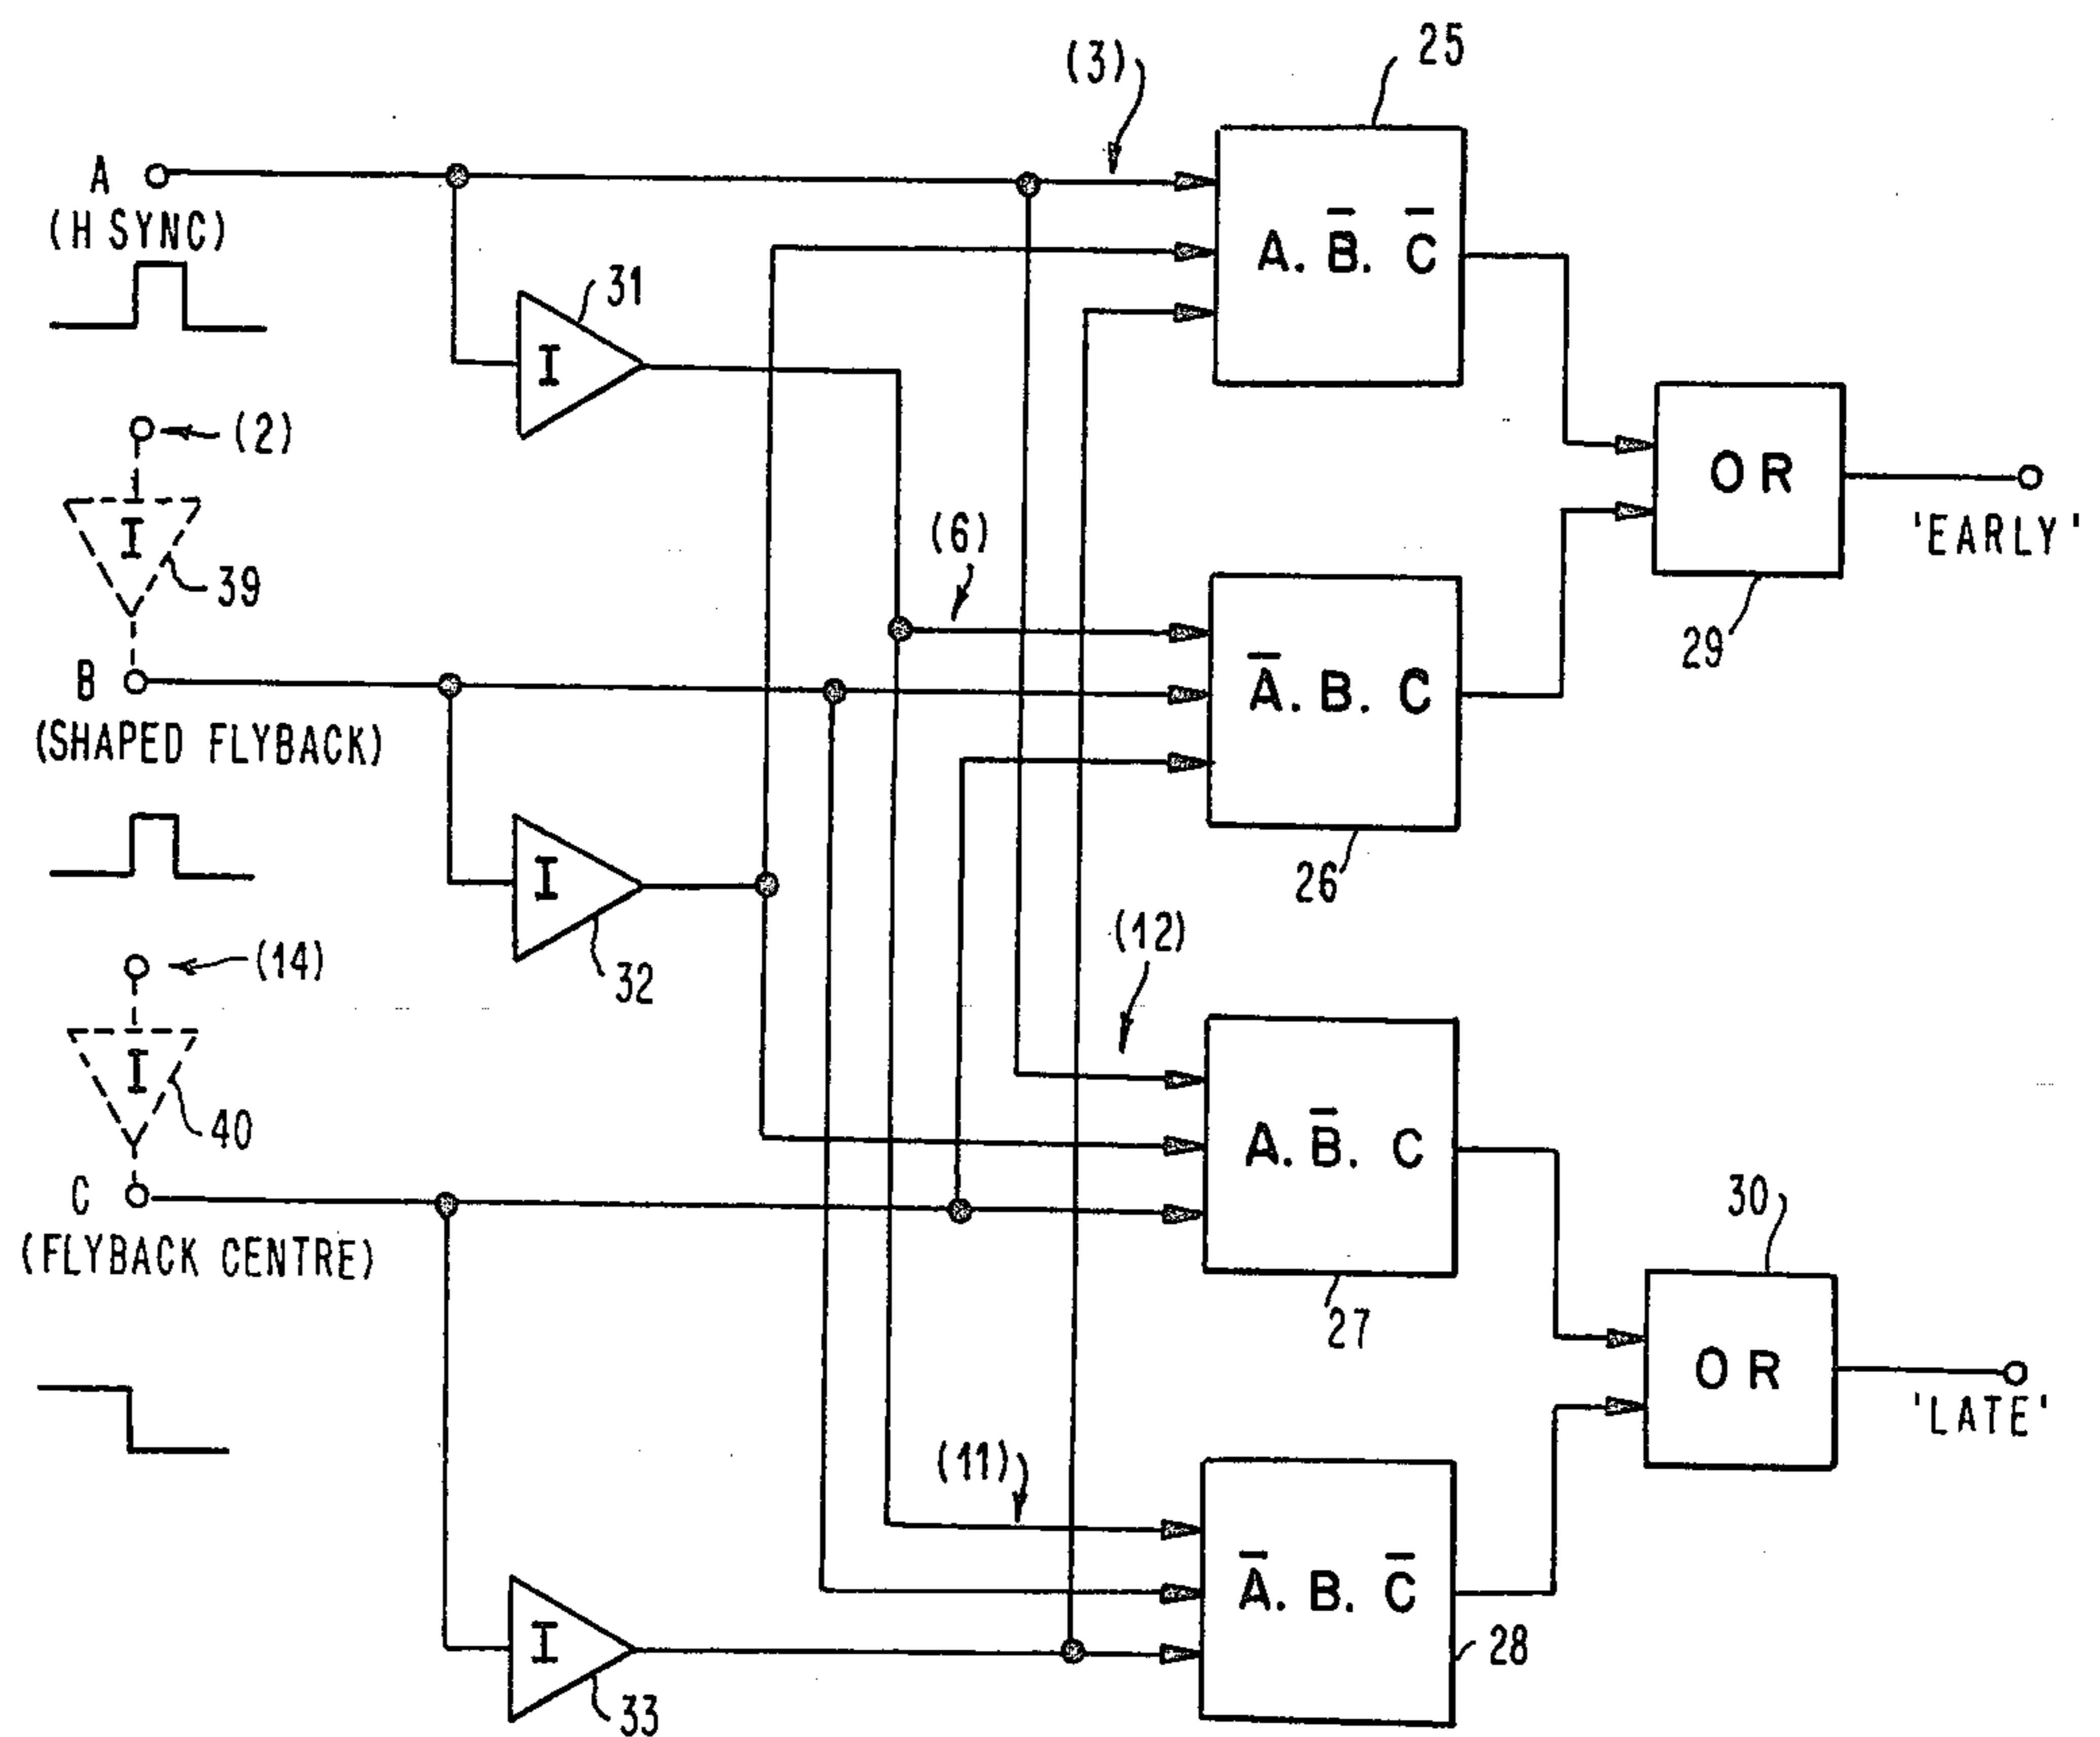 25
(3)
A
(H SYNC)
A. B̅. C̅
31
I
(2)
I
39
OR
'EARLY'
29
(6)
B
(SHAPED FLYBACK)
A̅. B. C
26
I
32
(12)
(14)
I
40
C
(FLYBACK CENTRE)
A. B̅. C
27
30
OR
'LATE'
(11)
A̅. B. C̅
28
I
33